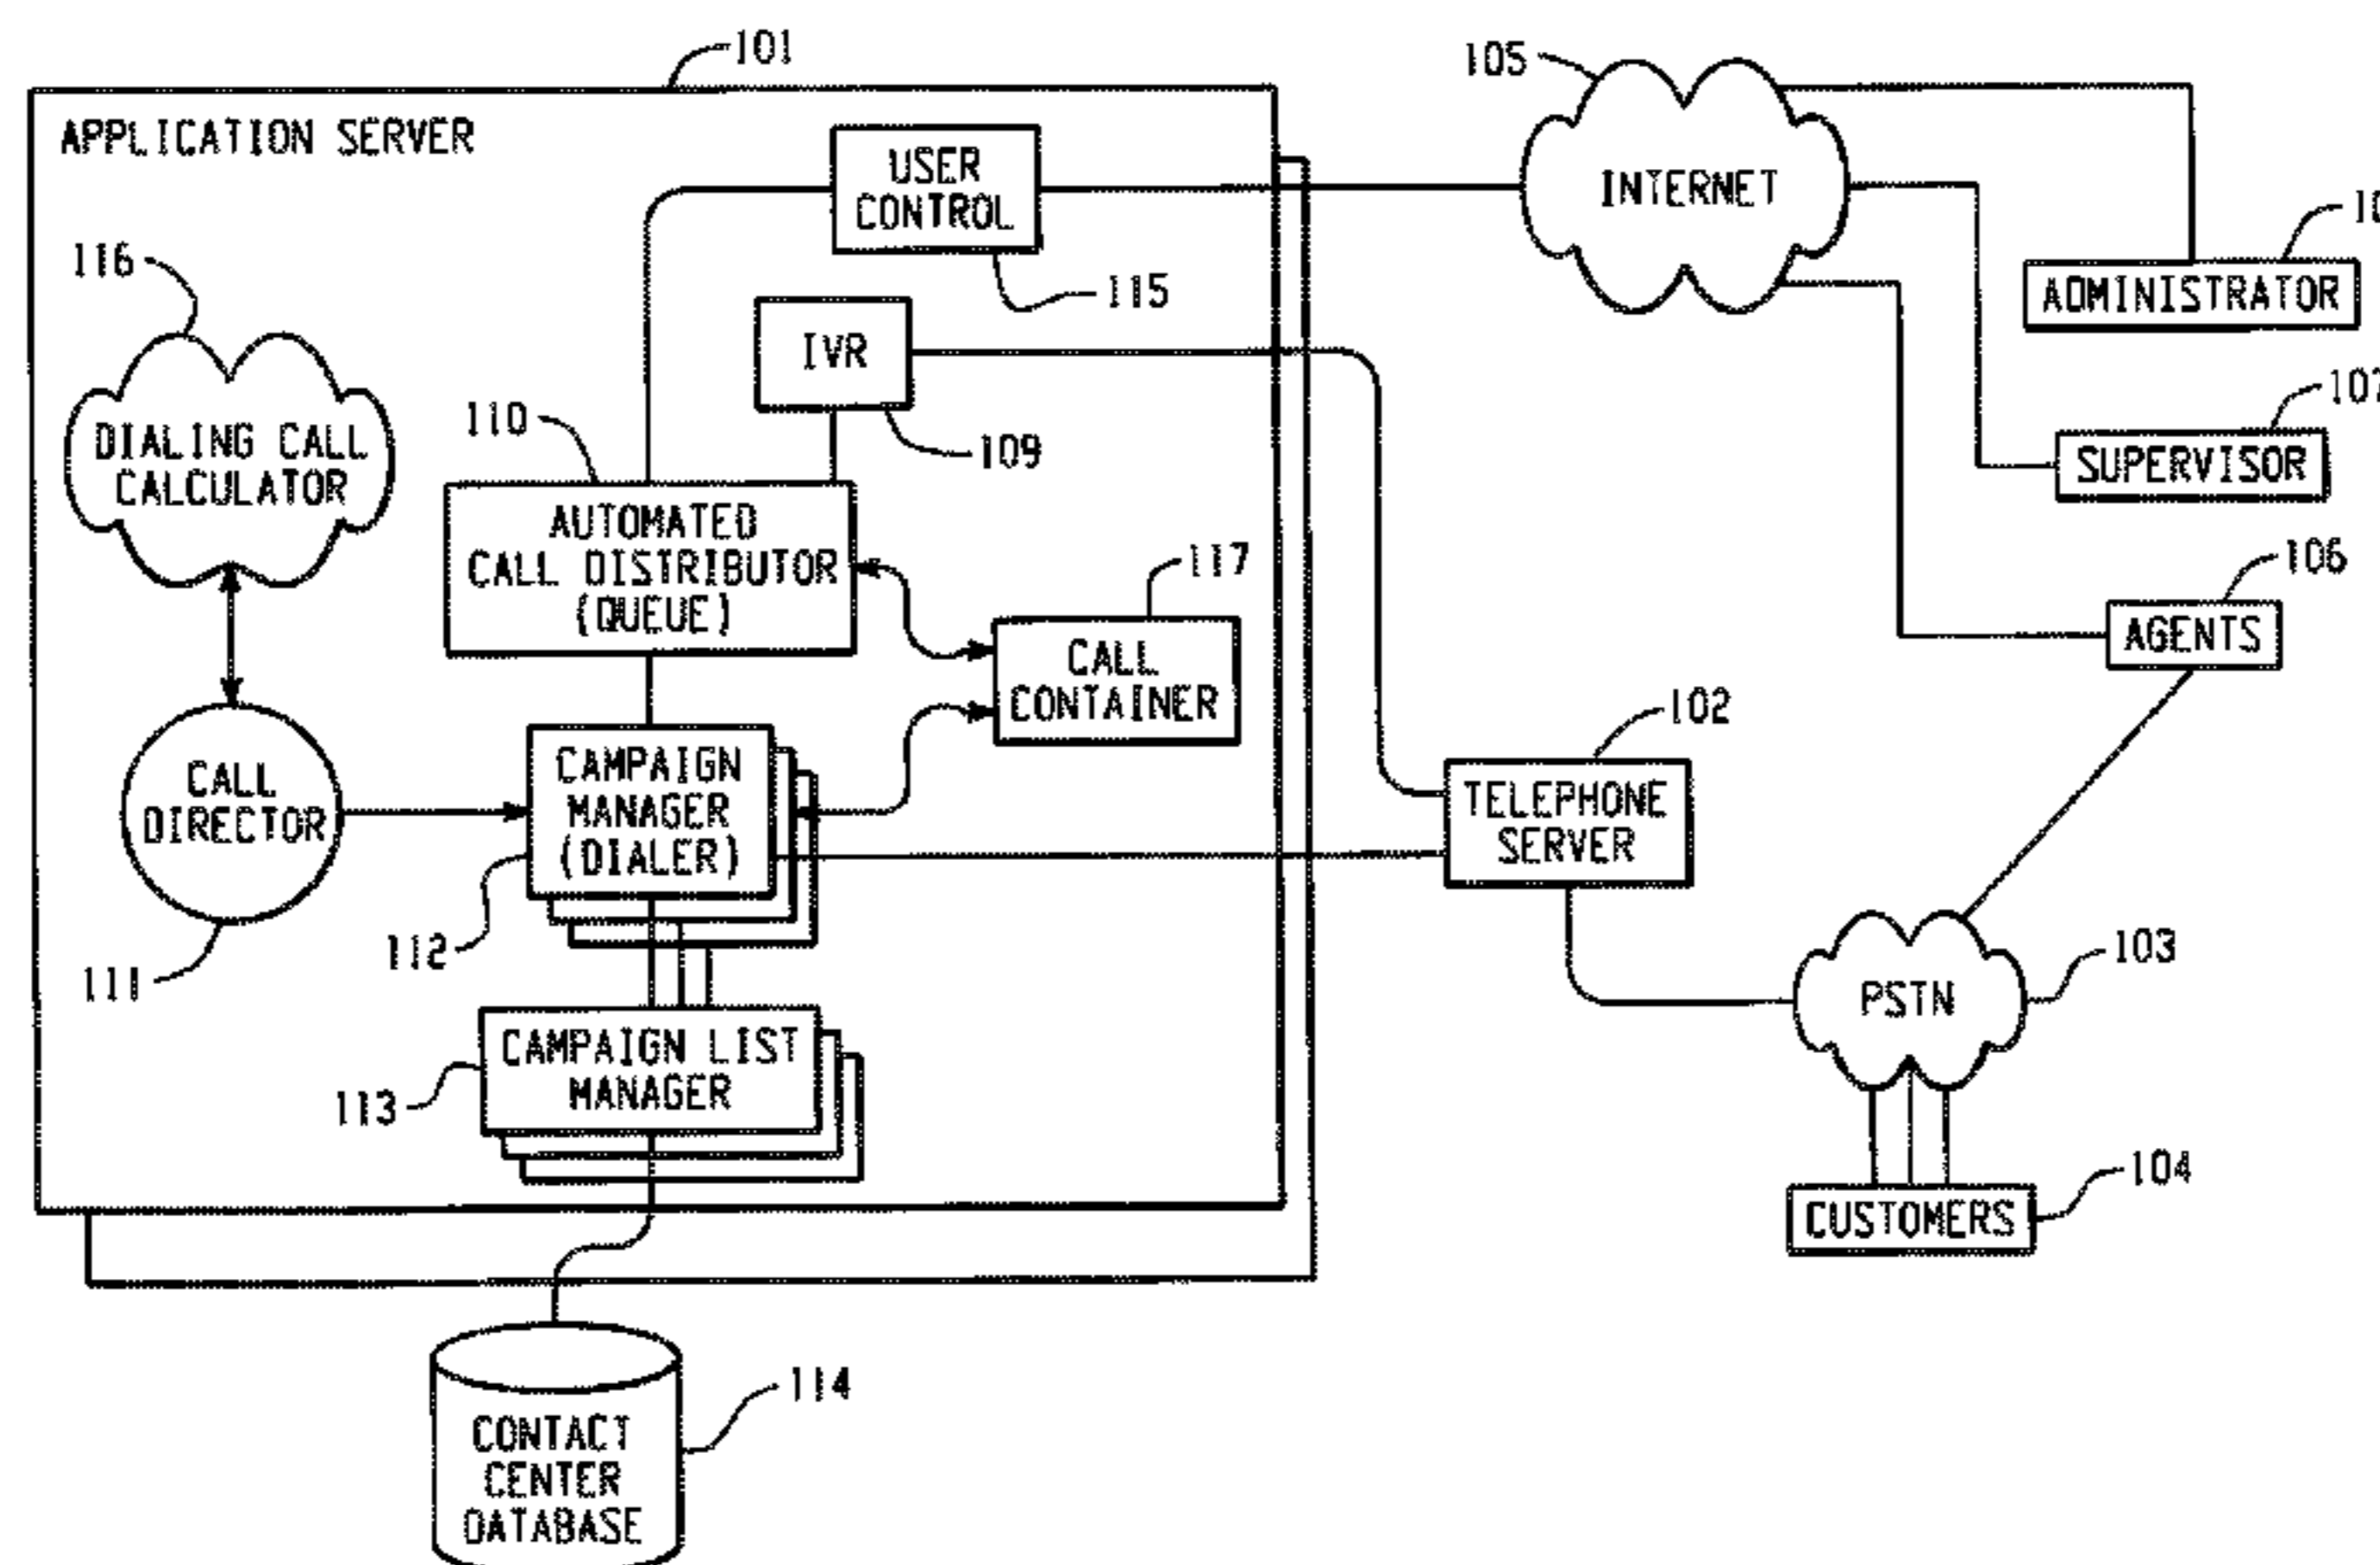 101
APPLICATION SERVER
USER
CONTROL
115
116
DIALING CALL
CALCULATOR
IVR
109
110
AUTOMATED
CALL DISTRIBUTOR
(QUEUE)
117
CALL
CONTAINER
CALL
DIRECTOR
111
CAMPAIGN
MANAGER
(DIALER)
112
CAMPAIGN LIST
MANAGER
113
CONTACT
CENTER
DATABASE
114
105
INTERNET
ADMINISTRATOR
107
SUPERVISOR
106
AGENTS
102
TELEPHONE
SERVER
PSTN
103
104
CUSTOMERS